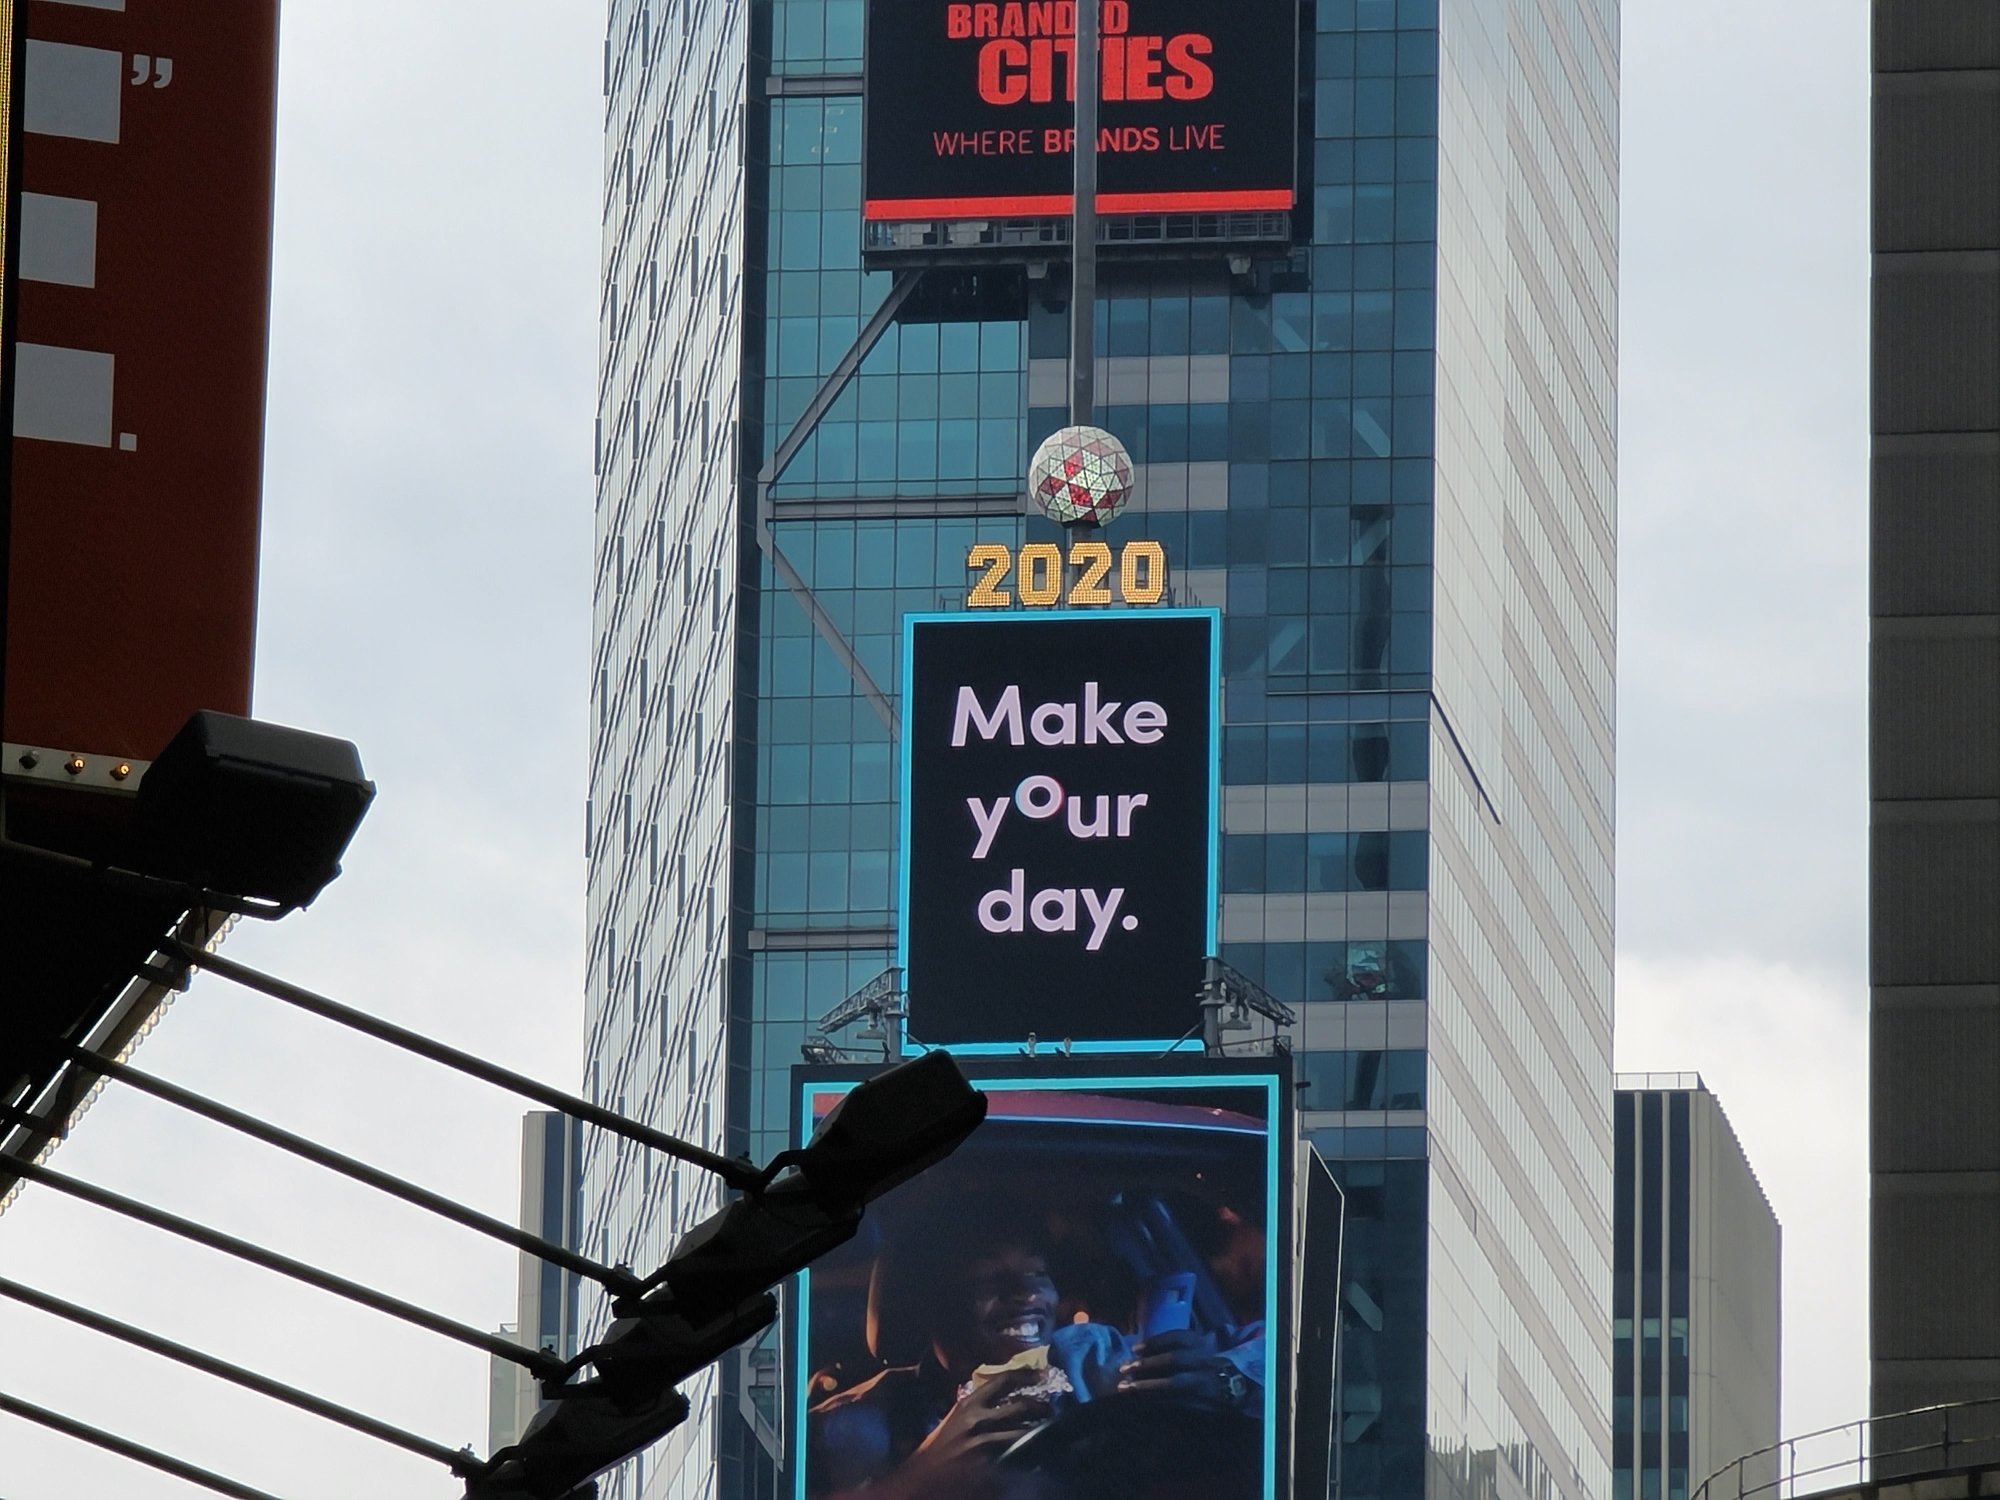 BRANDED
CITIES
WHERE BRANDS LIVE
”
.
2020
Make
your
day.